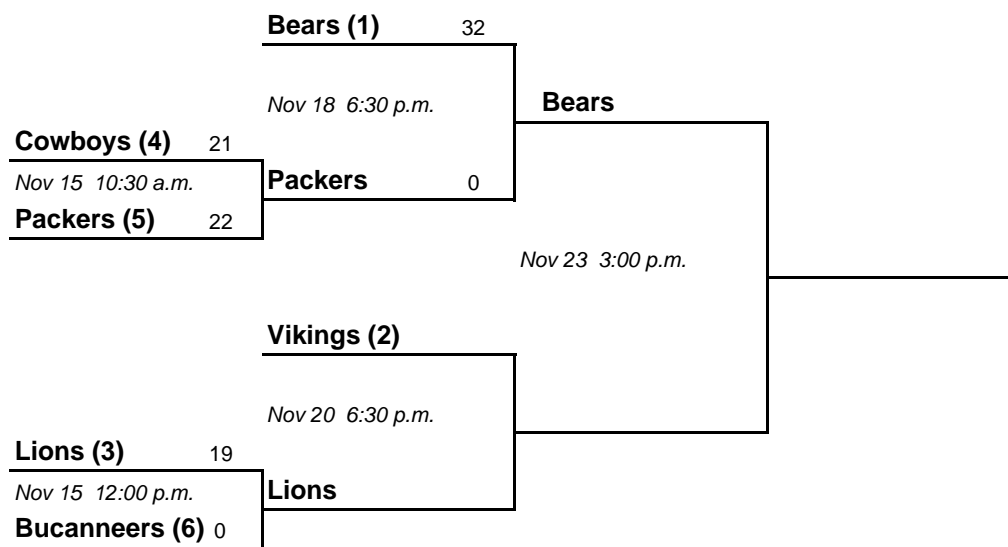 Bears (1) 32
Nov 18 6:30 p.m.
Bears
Cowboys (4) 21
Nov 15 10:30 a.m.
Packers 0
Packers (5) 22
Nov 23 3:00 p.m.
Vikings (2)
Nov 20 6:30 p.m.
Lions (3) 19
Nov 15 12:00 p.m.
Lions
Bucanneers (6) 0